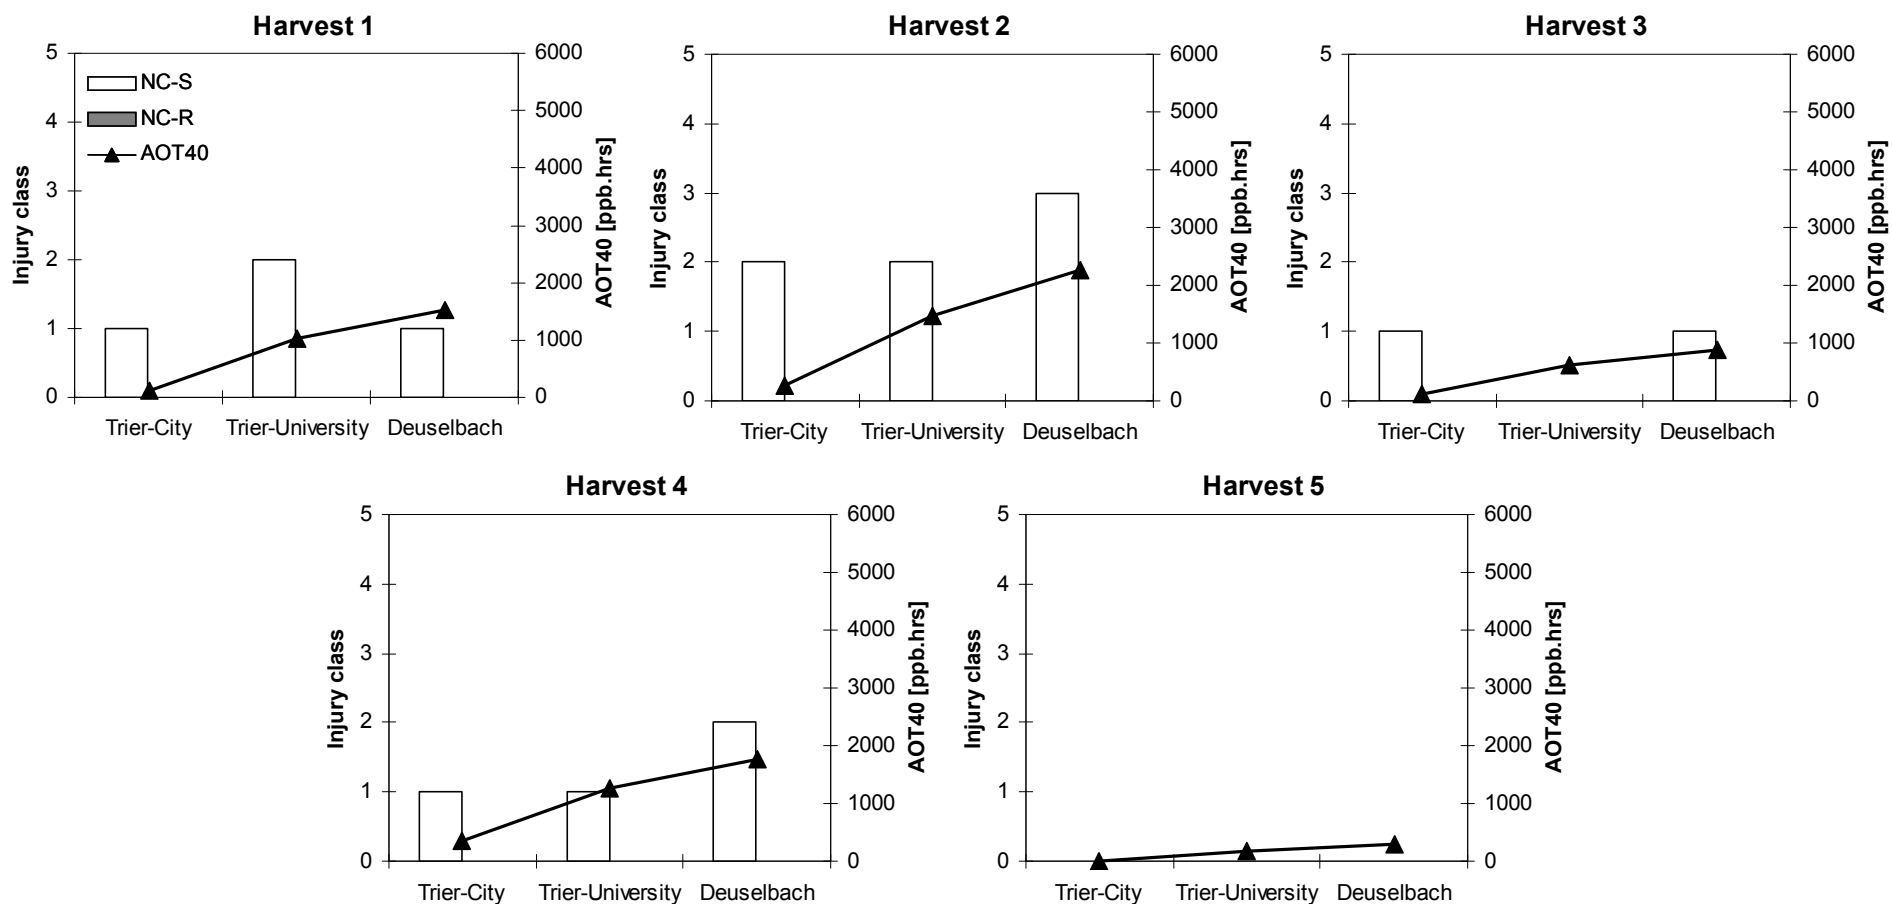 Harvest 1
5
4
3
2
1
0
Injury class
NC-S
NC-R
AOT40
6000
5000
4000
3000
2000
1000
0
AOT40 [ppb.hrs]
Trier-City Trier-University Deuselbach
Harvest 2
5
4
3
2
1
0
Injury class
6000
5000
4000
3000
2000
1000
0
AOT40 [ppb.hrs]
Trier-City Trier-University Deuselbach
Harvest 3
5
4
3
2
1
0
Injury class
6000
5000
4000
3000
2000
1000
0
AOT40 [ppb.hrs]
Trier-City Trier-University Deuselbach
Harvest 4
5
4
3
2
1
0
Injury class
6000
5000
4000
3000
2000
1000
0
AOT40 [ppb.hrs]
Trier-City Trier-University Deuselbach
Harvest 5
5
4
3
2
1
0
Injury class
6000
5000
4000
3000
2000
1000
0
AOT40 [ppb.hrs]
Trier-City Trier-University Deuselbach